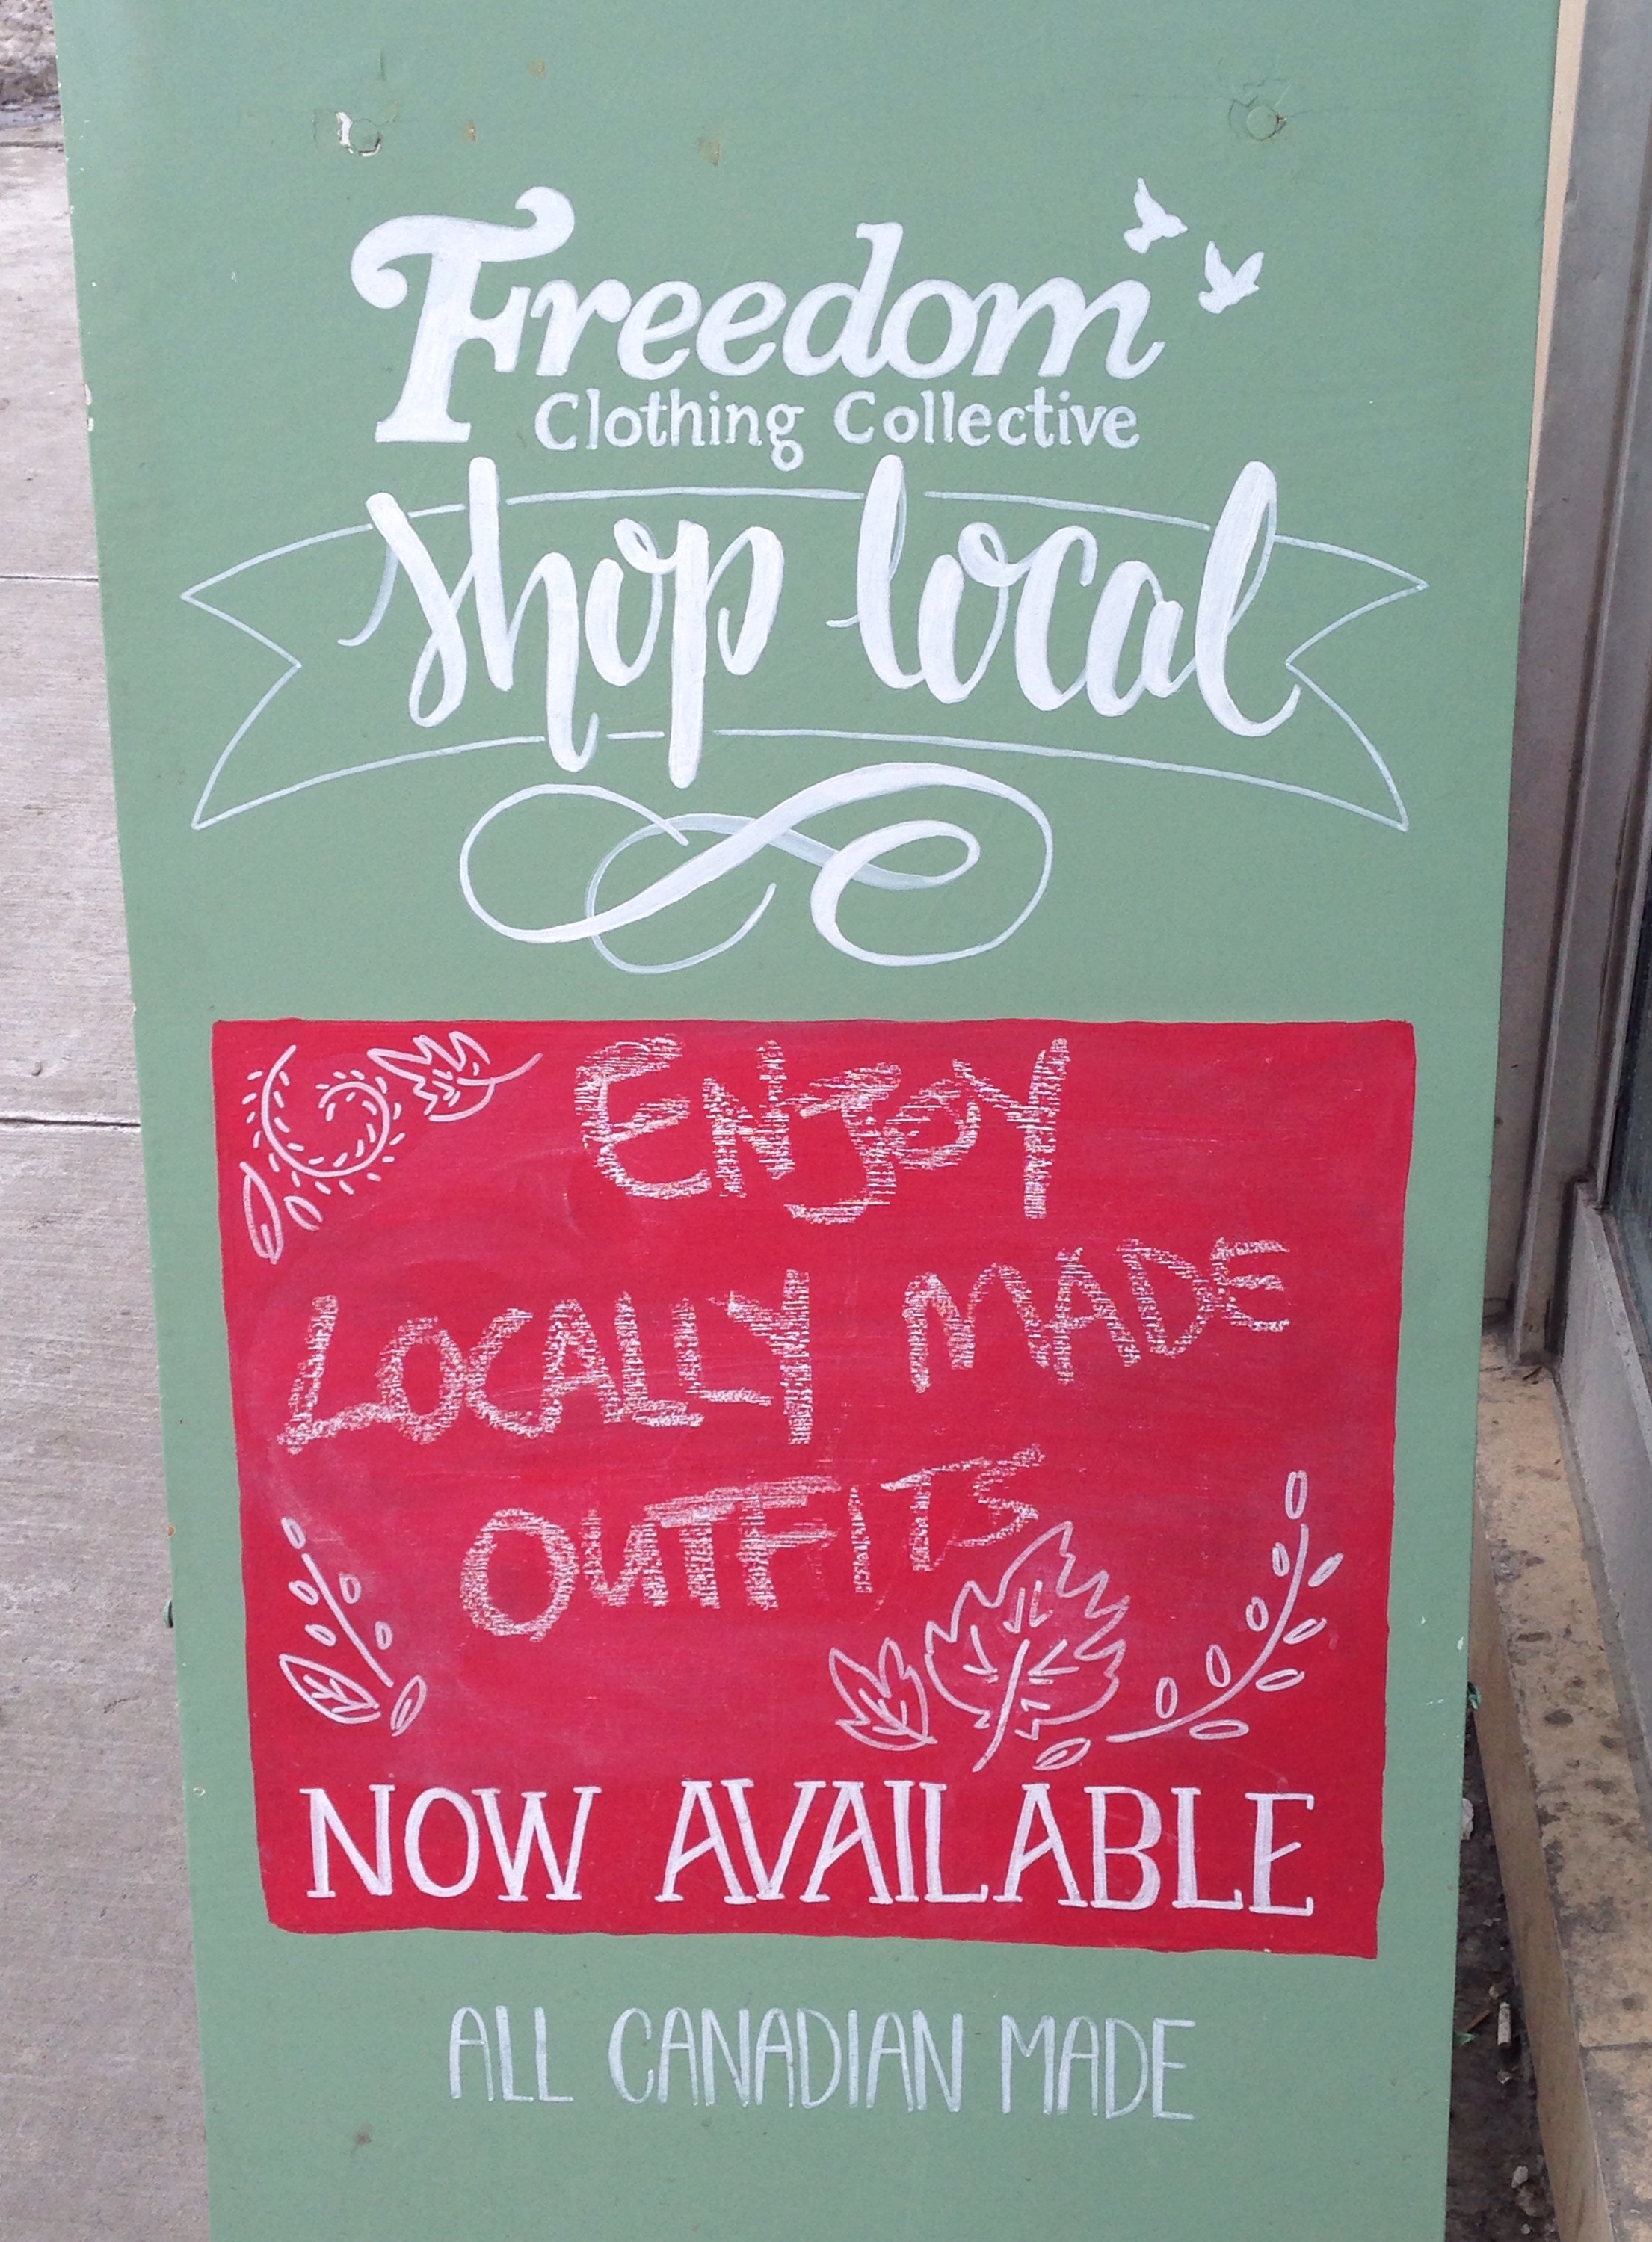 Freedom
Clothing Collective
shop local
ENJOY
LOCALLY MADE
OUTFITS
NOW AVAILABLE
ALL CANADIAN MADE